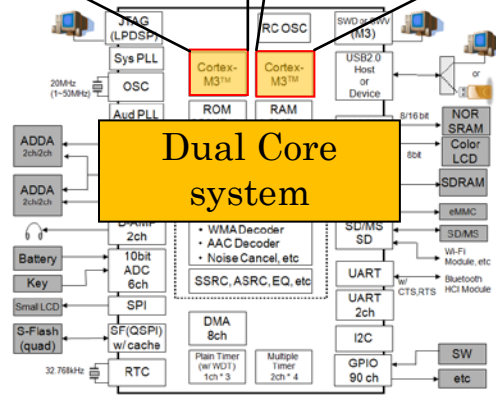 JTAG
(LPDSP)
RC OSC
SWD or SWV
(M3)
Sys PLL
Cortex-
M3™
Cortex-
M3™
USB2.0
Host
or
Device
or
20MHz
(1~50MHz)
OSC
Aud PLL
ROM
RAM
8/16 bit
NOR
SRAM
ADDA
2ch/2ch
8bit
Color
LCD
Dual Core
system
ADDA
2ch/2ch
SDRAM
eMMC
2ch
• WMA Decoder
• AAC Decoder
• Noise Cancel, etc
SD/MS
SD
SD/MS
Wi-Fi
Module, etc
Battery
10bit
ADC
6ch
Key
SSRC, ASRC, EQ, etc
UART
w/
CTS,RTS
Bluetooth
HCI Module
Small LCD
SPI
UART
2ch
S-Flash
(quad)
SF(QSPI)
w/ cache
DMA
8ch
I2C
32.768kHz
RTC
Plain Timer
(w/ WDT)
1ch * 3
Multiple
Timer
2ch * 4
GPIO
90 ch
SW
etc